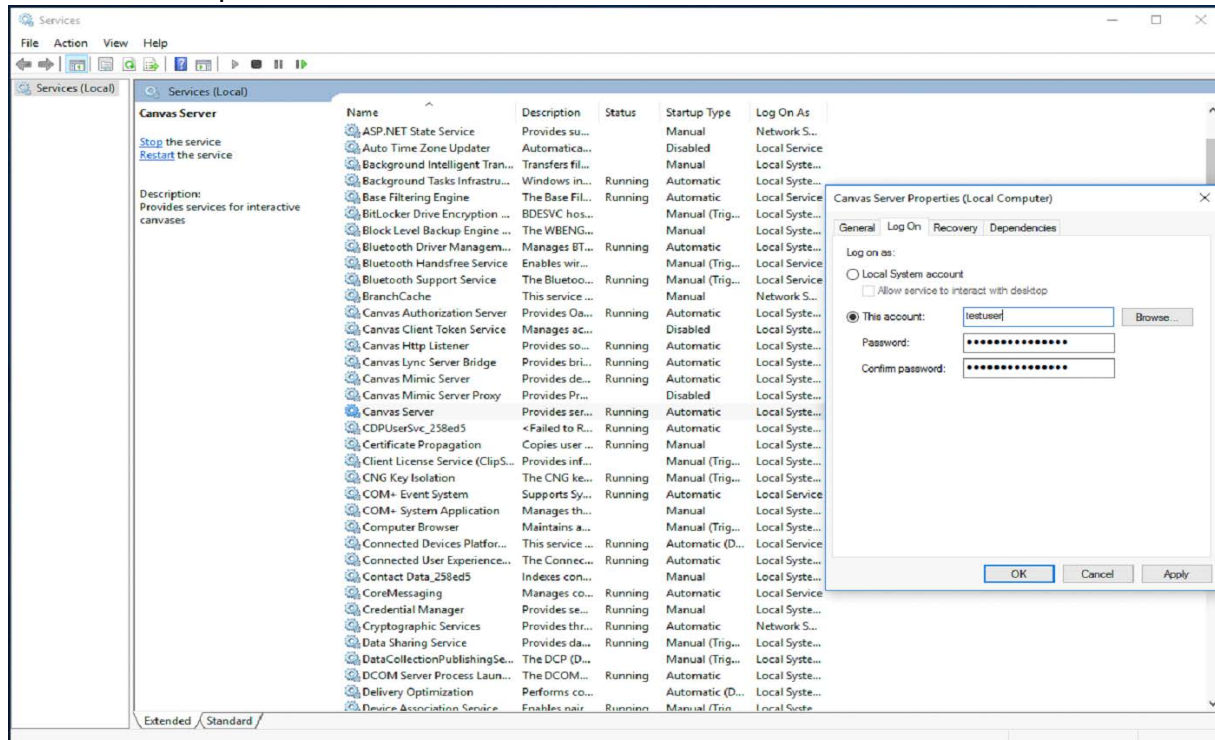 Services
File Action View Help
Services (Local)
Services (Local)
Canvas Server
Stop the service
Restart the service
Description:
Provides services for interactive
canvases
Name Description Status Startup Type Log On As
ASP.NET State Service Provides su... Manual Network S...
Auto Time Zone Updater Automatica... Disabled Local Service
Background Intelligent Tran... Transfers fil... Manual Local Syste...
Background Tasks Infrastru... Windows in... Running Automatic Local Syste...
Base Filtering Engine The Base Fil... Running Automatic Local Service
BitLocker Drive Encryption ... BDESVC hos... Manual (Trig... Local Syste...
Block Level Backup Engine ... The WBENG... Manual Local Syste...
Bluetooth Driver Managem... Manages BT... Running Automatic Local Syste...
Bluetooth Handsfree Service Enables wir... Manual (Trig... Local Service
Bluetooth Support Service The Bluetoo... Running Manual (Trig... Local Service
BranchCache This service ... Manual Network S...
Canvas Authorization Server Provides Oa... Running Automatic Local Syste...
Canvas Client Token Service Manages ac... Disabled Local Syste...
Canvas Http Listener Provides so... Running Automatic Local Syste...
Canvas Lync Server Bridge Provides bri... Running Automatic Local Syste...
Canvas Mimic Server Provides de... Running Automatic Local Syste...
Canvas Mimic Server Proxy Provides Pr... Disabled Local Syste...
Canvas Server Provides ser... Running Automatic Local Syste...
CDPUserSvc_258ed5 <Failed to R... Running Automatic Local Syste...
Certificate Propagation Copies user ... Running Manual Local Syste...
Client License Service (ClipS... Provides inf... Manual (Trig... Local Syste...
CNG Key Isolation The CNG ke... Running Manual (Trig... Local Syste...
COM+ Event System Supports Sy... Running Automatic Local Service
COM+ System Application Manages th... Manual Local Syste...
Computer Browser Maintains a... Manual (Trig... Local Syste...
Connected Devices Platfor... This service ... Running Automatic (D... Local Service
Connected User Experience... The Connec... Running Automatic Local Syste...
Contact Data_258ed5 Indexes con... Manual Local Syste...
CoreMessaging Manages co... Running Automatic Local Service
Credential Manager Provides se... Running Manual Local Syste...
Cryptographic Services Provides thr... Running Automatic Network S...
Data Sharing Service Provides da... Running Manual (Trig... Local Syste...
DataCollectionPublishingSe... The DCP (D... Manual (Trig... Local Syste...
DCOM Server Process Laun... The DCOM... Running Automatic Local Syste...
Delivery Optimization Performs co... Automatic (D... Local Syste...
Device Association Service Enables pair Running Manual (Trig Local Syste
Extended Standard
Canvas Server Properties (Local Computer)
General Log On Recovery Dependencies
Log on as:
Local System account
Allow service to interact with desktop
This account: testuser Browse...
Password: •••••••••••••••
Confirm password: •••••••••••••••
OK Cancel Apply